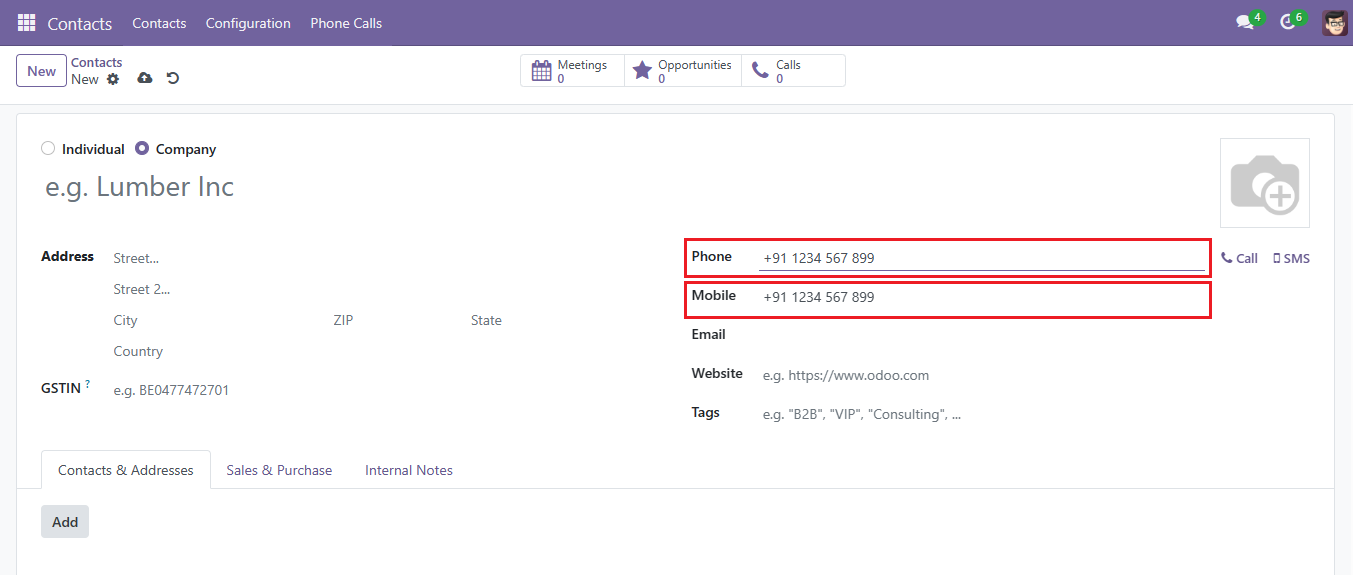 Contacts Contacts Configuration Phone Calls 4 6
New Contacts
New
Meetings
0
Opportunities
0
Calls
0
Individual Company
e.g. Lumber Inc
Address Street...
Street 2...
City ZIP State
Country
GSTIN ? e.g. BE0477472701
Phone +91 1234 567 899 Call SMS
Mobile +91 1234 567 899
Email
Website e.g. https://www.odoo.com
Tags e.g. "B2B", "VIP", "Consulting", ...
Contacts & Addresses Sales & Purchase Internal Notes
Add